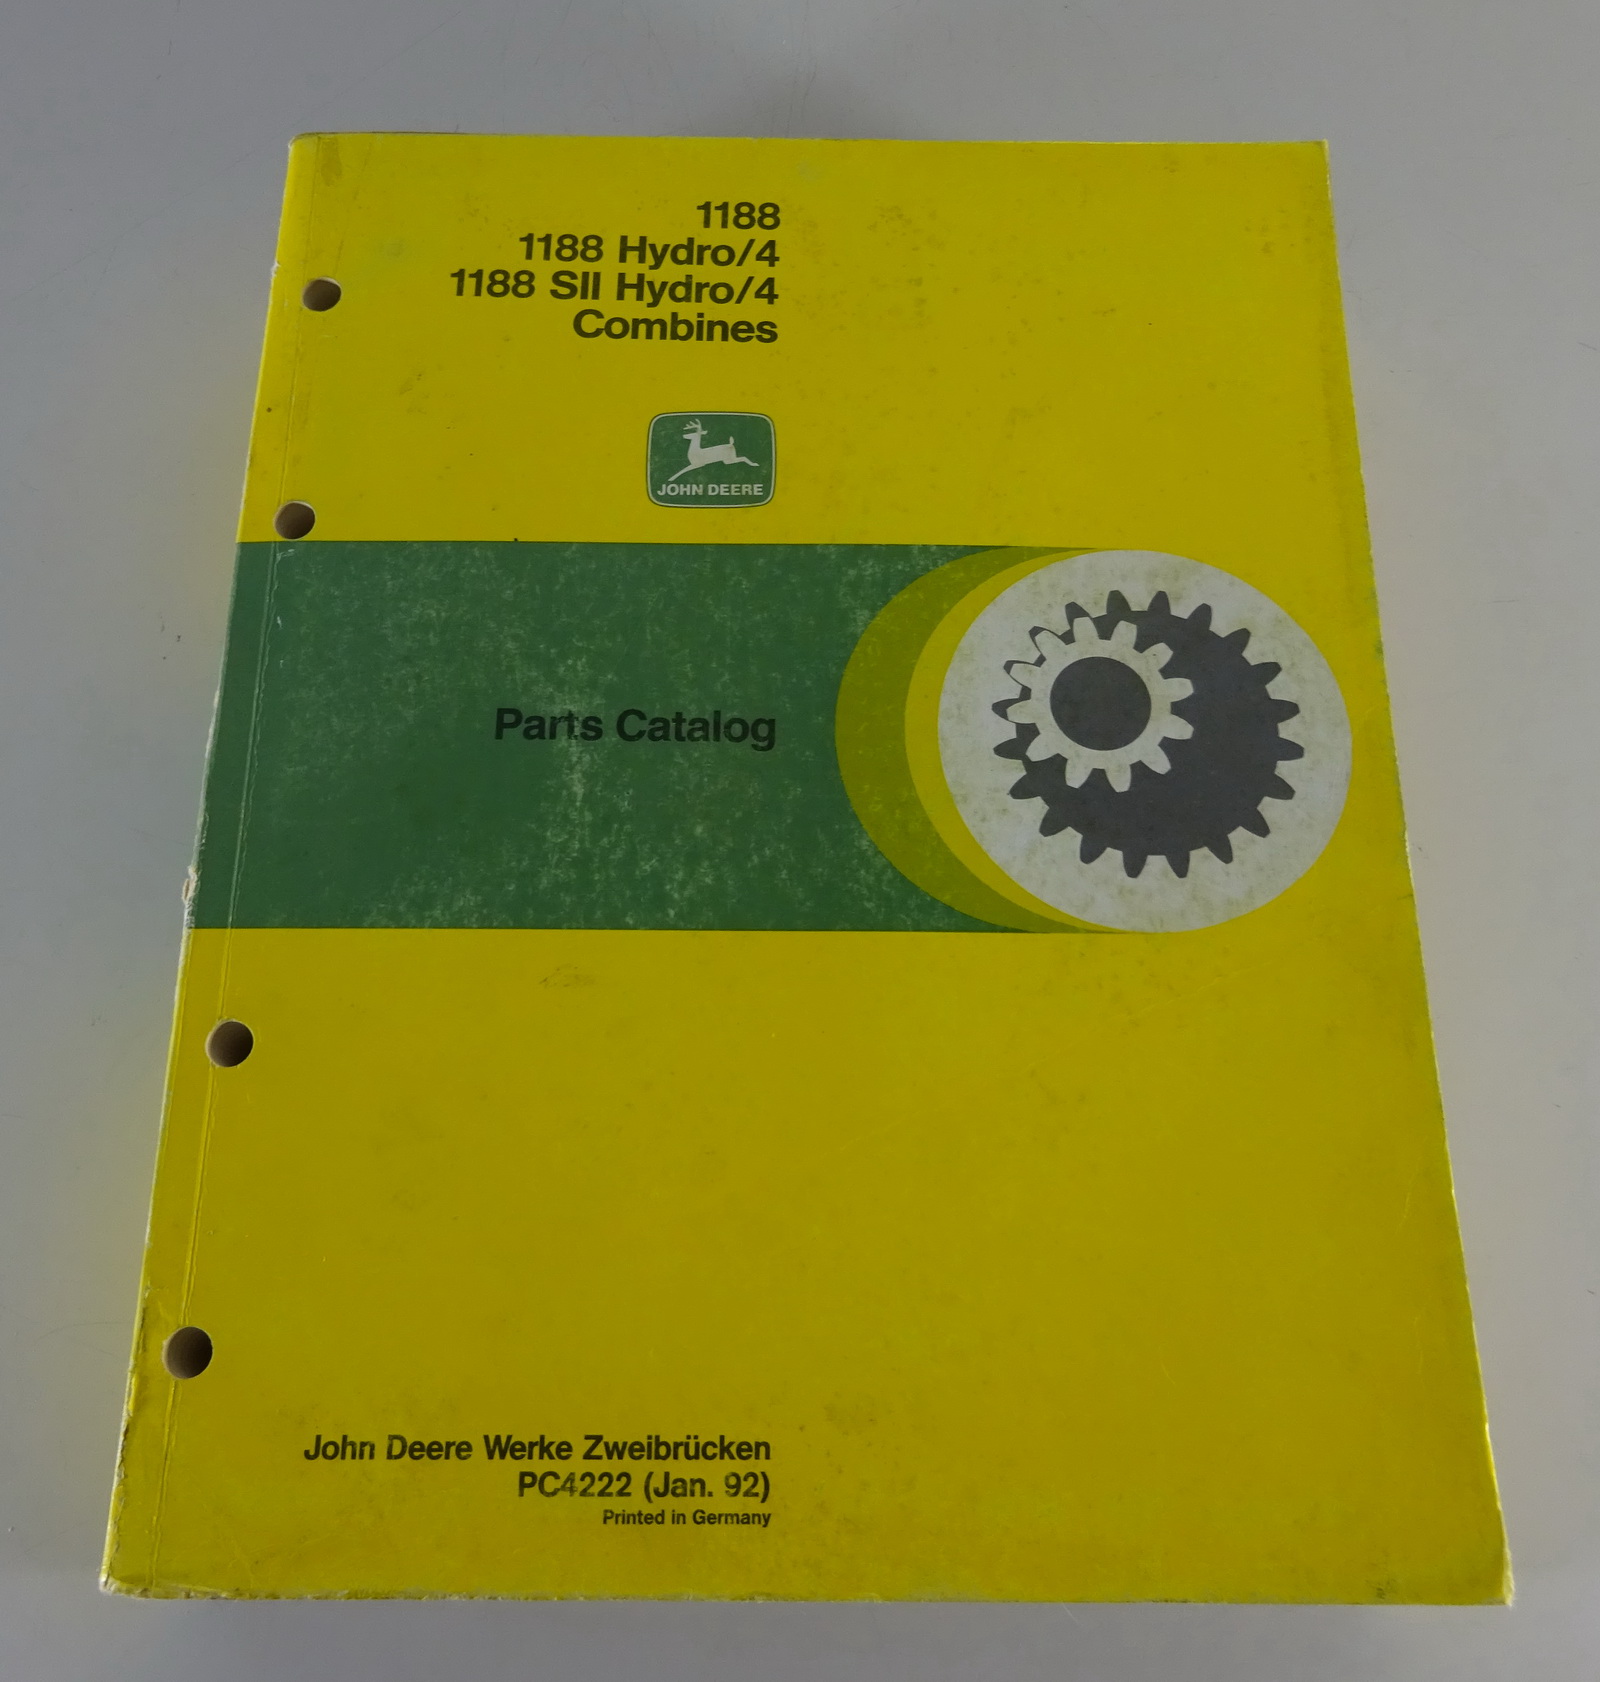 1188
1188 Hydro/4
1188 SII Hydro/4
Combines
JOHN DEERE
Parts Catalog
John Deere Werke Zweibrücken
PC4222 (Jan. 92)
Printed in Germany